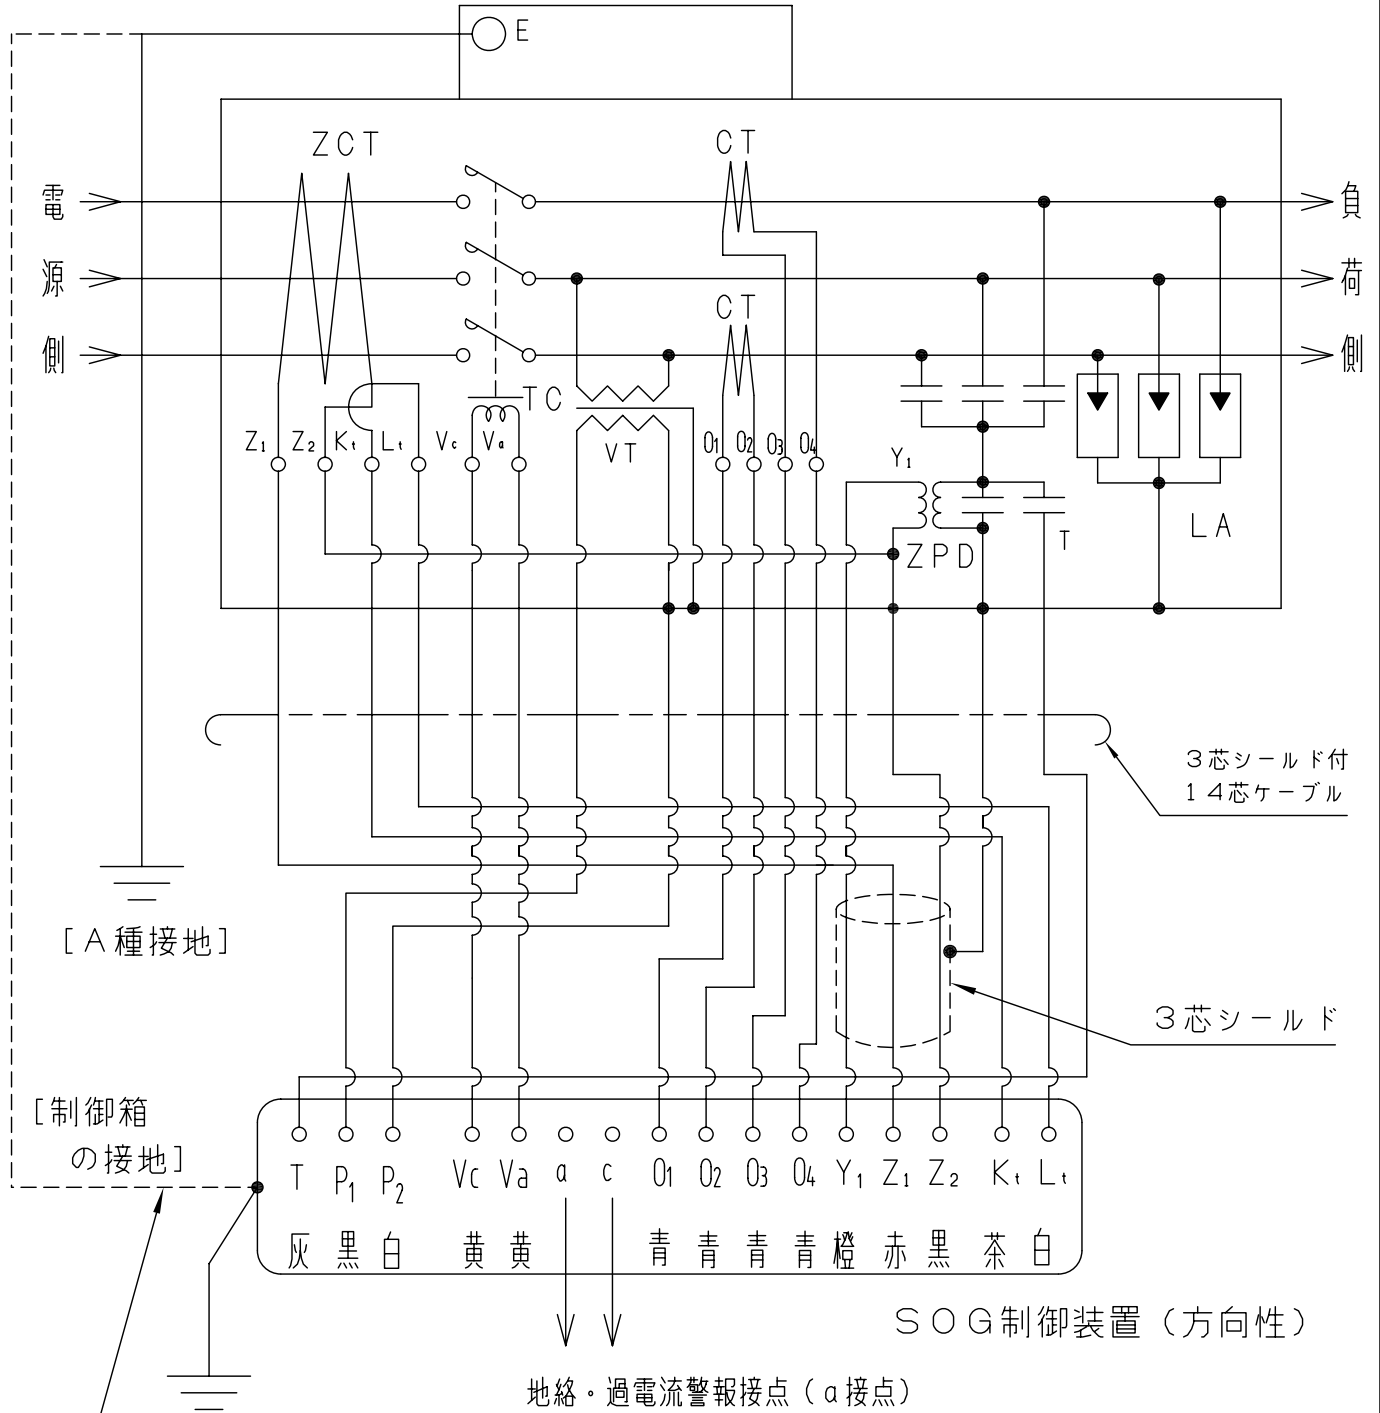 E
ZCT
CT
電
源
側
負
荷
側
CT
TC
Z₁ Z₂ Kt Lt Vc Va
VT
O₁ O₂ O₃ O₄
Y₁
ZPD
T
LA
3芯シールド付
14芯ケーブル
[A種接地]
3芯シールド
[制御箱
の接地]
T P₁ P₂ Vc Va a c O₁ O₂ O₃ O₄ Y₁ Z₁ Z₂ Kt Lt
灰 黒 白 黄 黄 青 青 青 青 橙 赤 黒 茶 白
SOG制御装置(方向性)
地絡。過電流警報接点(a接点)